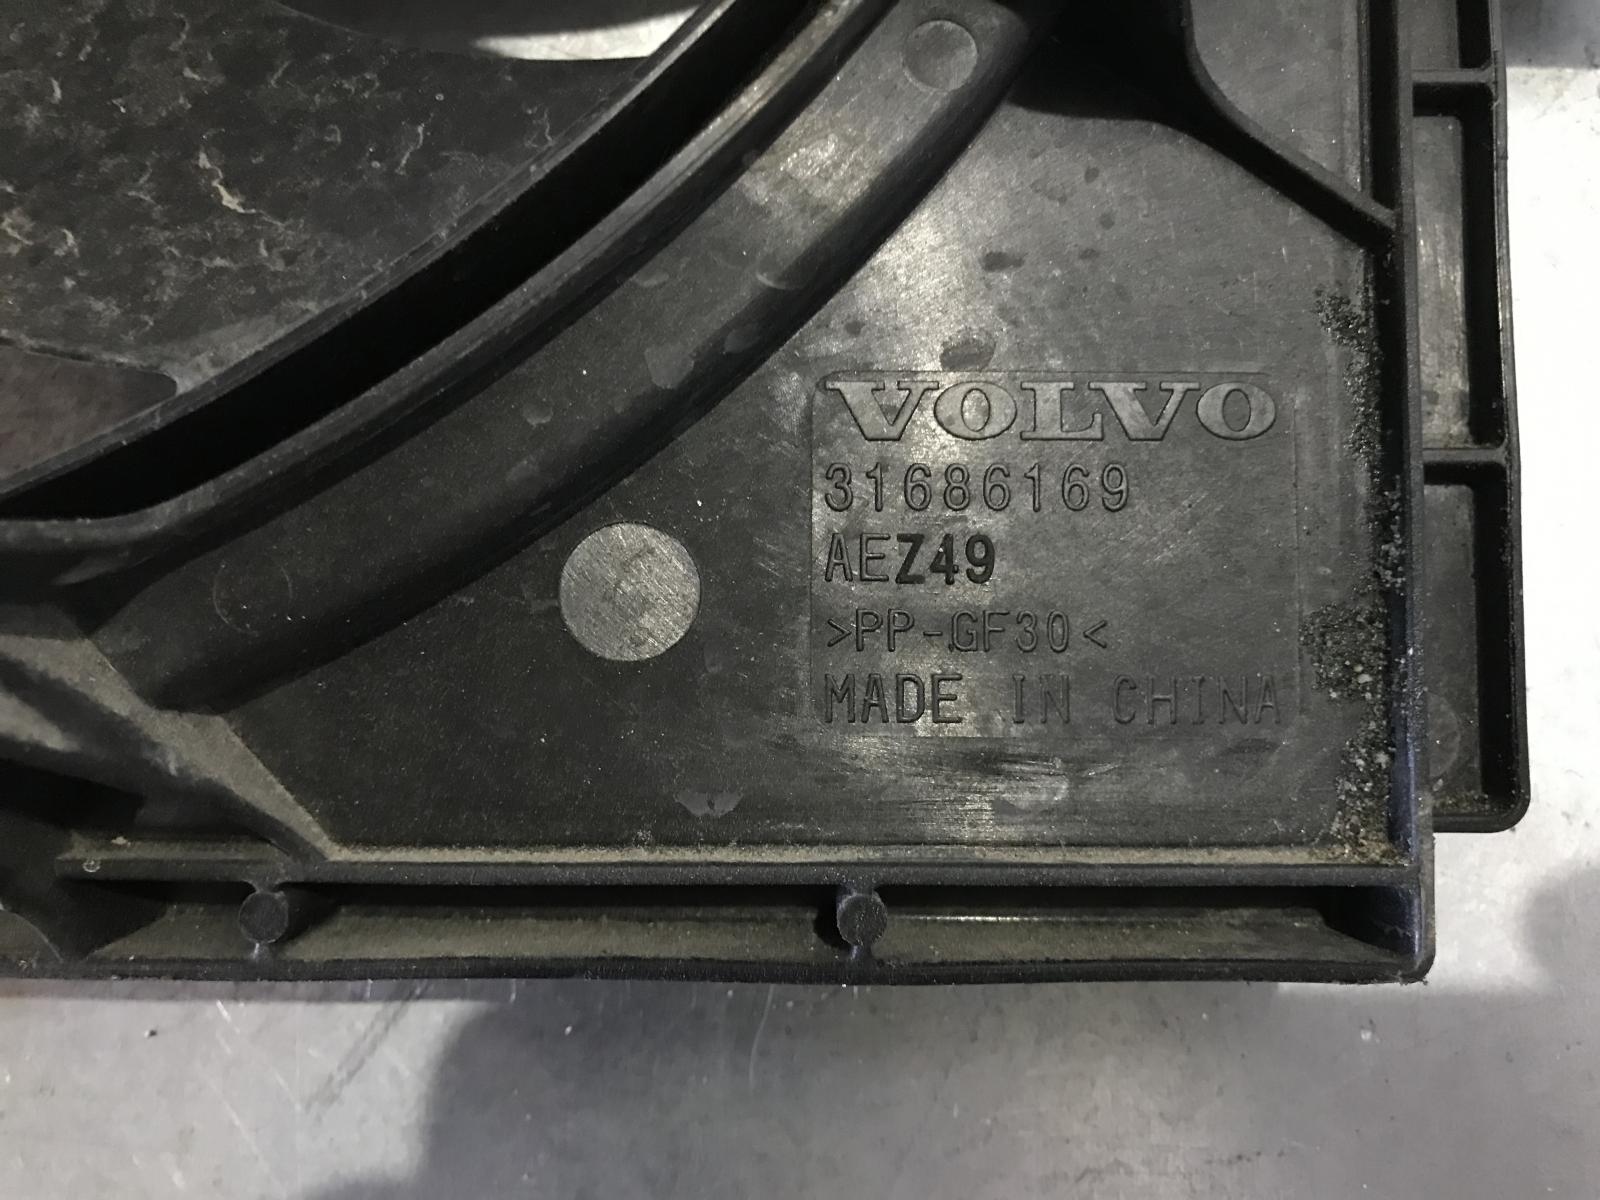 VOLVO
31686169
AEZ49
>PP-GF30<
MADE IN CHINA